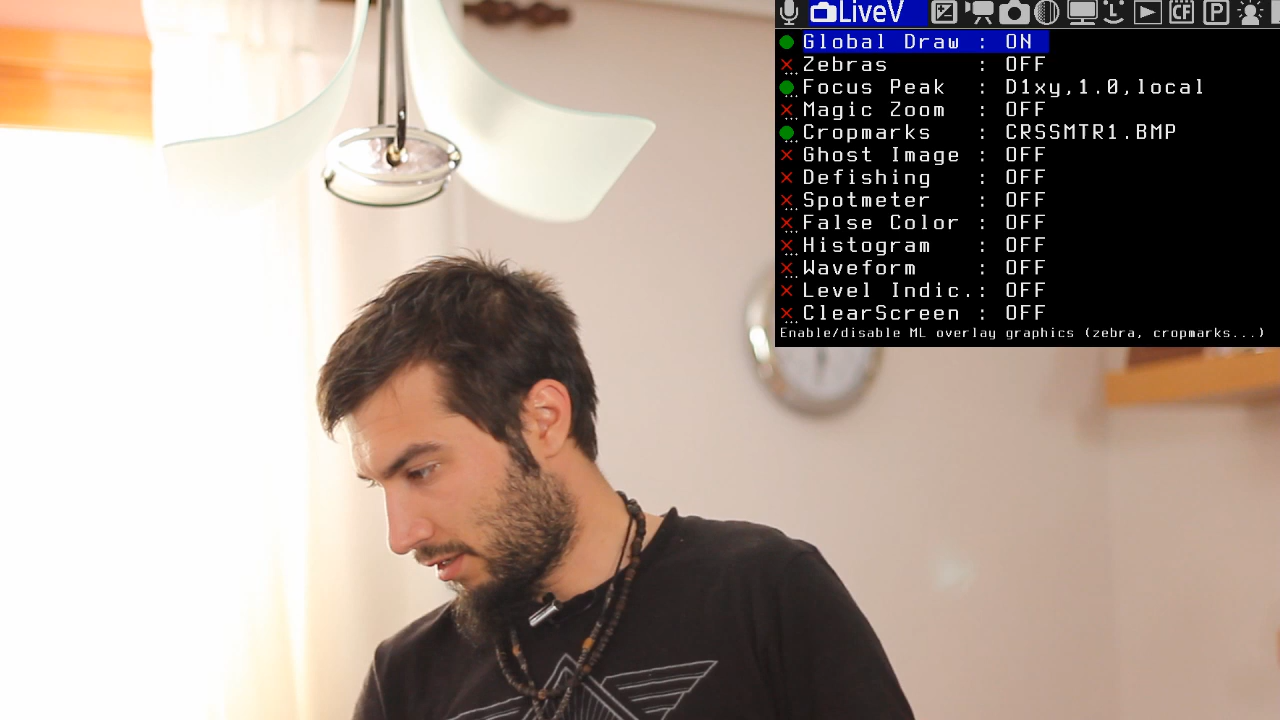 LiveV
Global Draw : ON
Zebras : OFF
Focus Peak : D1xy,1.0,local
Magic Zoom : OFF
Cropmarks : CRSSMTR1.BMP
Ghost Image : OFF
Defishing : OFF
Spotmeter : OFF
False Color : OFF
Histogram : OFF
Waveform : OFF
Level Indic.: OFF
ClearScreen : OFF
Enable/disable ML overlay graphics (zebra, cropmarks...)